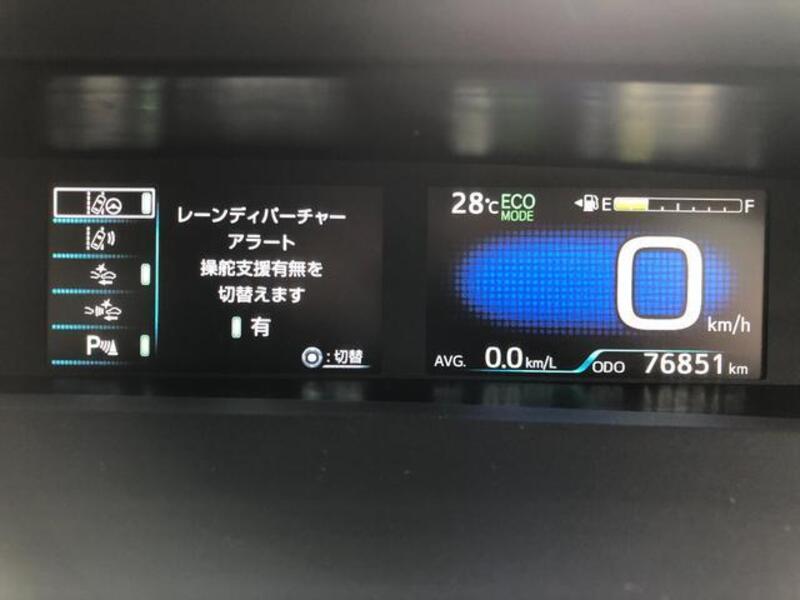 P
レーンディパーチャー
アラート
操舵支援有無を
切替えます
有
:切替
28℃
ECO
MODE
E F
0 km/h
AVG. 0.0 km/L
ODO 76851 km